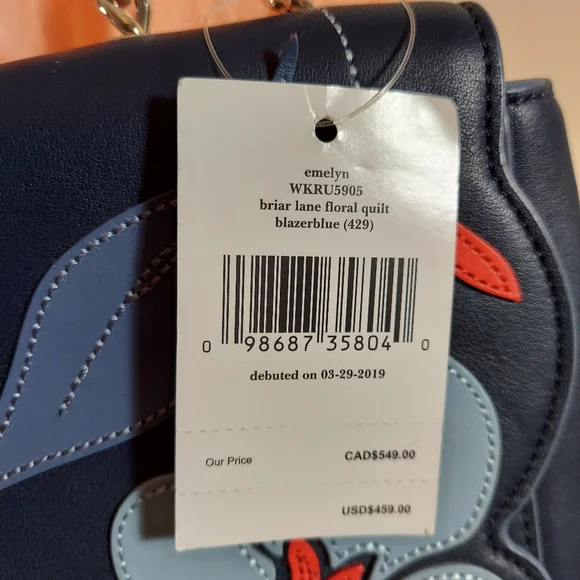 emelyn
WKRU5905
briar lane floral quilt
blazerblue (429)
0 98687 35804 0
debuted on 03-29-2019
Our Price CAD$549.00
USD$459.00